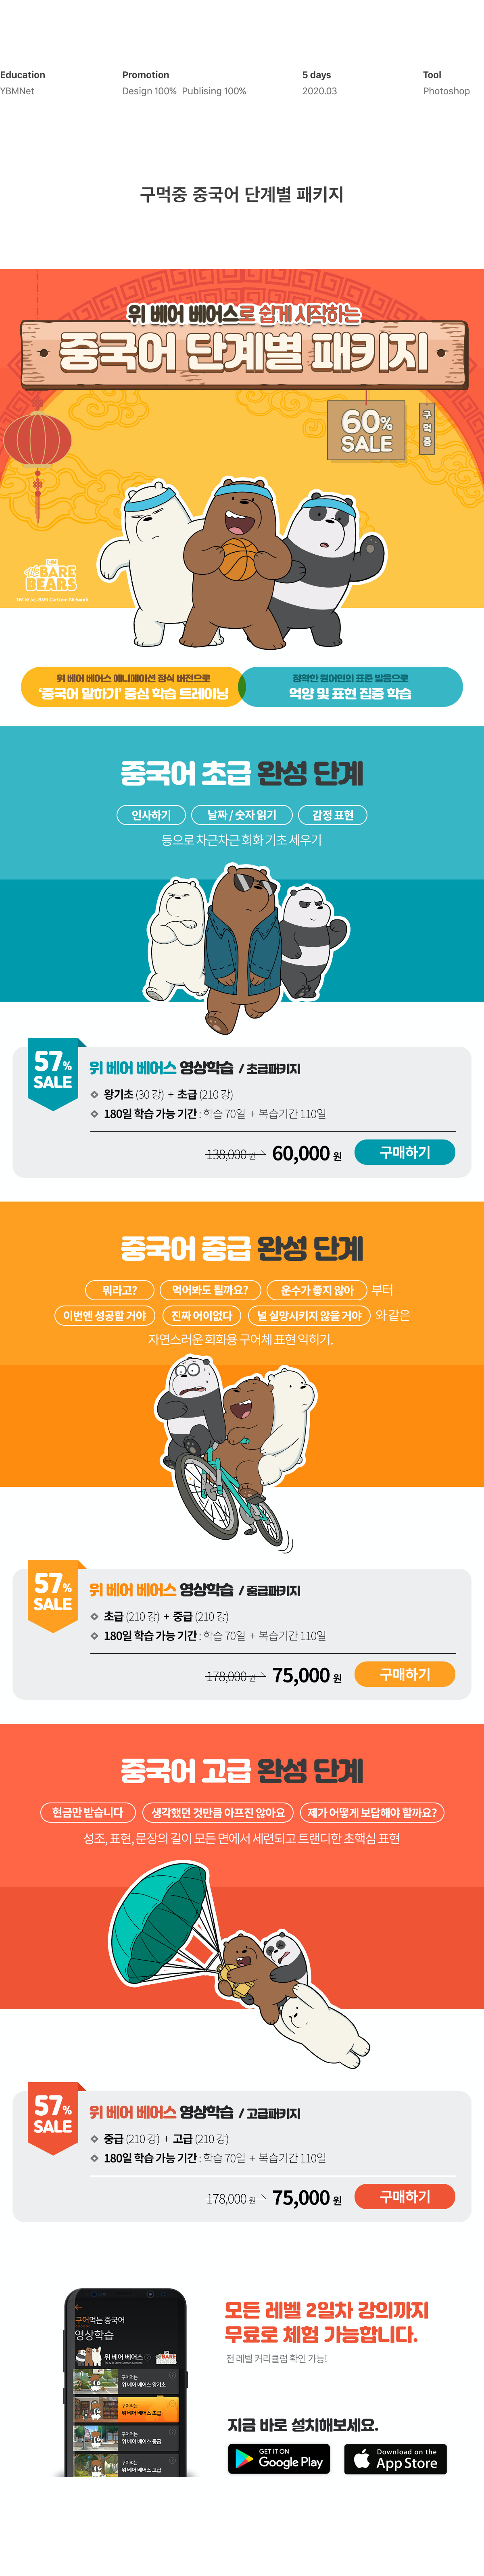 Education
YBMNet
Promotion
Design 100% Publising 100%
5 days
2020.03
Tool
Photoshop
구먹중 중국어 단계별 패키지
위 베어 베어스로 쉽게 시작하는
중국어 단계별 패키지
60%
SALE
구먹중
WE BARE BEARS
TM & ⓒ 2020 Cartoon Network
위 베어 베어스 애니메이션 정식 버전으로
'중국어 말하기' 중심 학습 트레이닝
정확한 원어민의 표준 발음으로
억양 및 표현 집중 학습
중국어 초급 완성 단계
인사하기 날짜 / 숫자 읽기 감정 표현
등으로 차근차근 회화 기초 세우기
57%
SALE
위 베어 베어스 영상학습 / 초급패키지
왕기초 (30 강) + 초급 (210 강)
180일 학습 가능 기간 : 학습 70일 + 복습기간 110일
138,000 원 60,000 원 구매하기
중국어 중급 완성 단계
뭐라고? 먹어봐도 될까요? 운수가 좋지 않아 부터
이번엔 성공할 거야 진짜 어이없다 널 실망시키지 않을 거야 와 같은
자연스러운 회화용 구어체 표현 익히기.
57%
SALE
위 베어 베어스 영상학습 / 중급패키지
초급 (210 강) + 중급 (210 강)
180일 학습 가능 기간 : 학습 70일 + 복습기간 110일
178,000 원 75,000 원 구매하기
중국어 고급 완성 단계
현금만 받습니다 생각했던 것만큼 아프진 않아요 제가 어떻게 보답해야 할까요?
성조, 표현, 문장의 길이 모든 면에서 세련되고 트랜디한 초핵심 표현
57%
SALE
위 베어 베어스 영상학습 / 고급패키지
중급 (210 강) + 고급 (210 강)
180일 학습 가능 기간 : 학습 70일 + 복습기간 110일
178,000 원 75,000 원 구매하기
구어먹는 중국어
영상학습
위 베어 베어스
구어먹는
위 베어 베어스 왕기초
구어먹는
위 베어 베어스 초급
구어먹는
위 베어 베어스 중급
구어먹는
위 베어 베어스 고급
모든 레벨 2일차 강의까지
무료로 체험 가능합니다.
전 레벨 커리큘럼 확인 가능!
지금 바로 설치해보세요.
GET IT ON
Google Play
Download on the
App Store